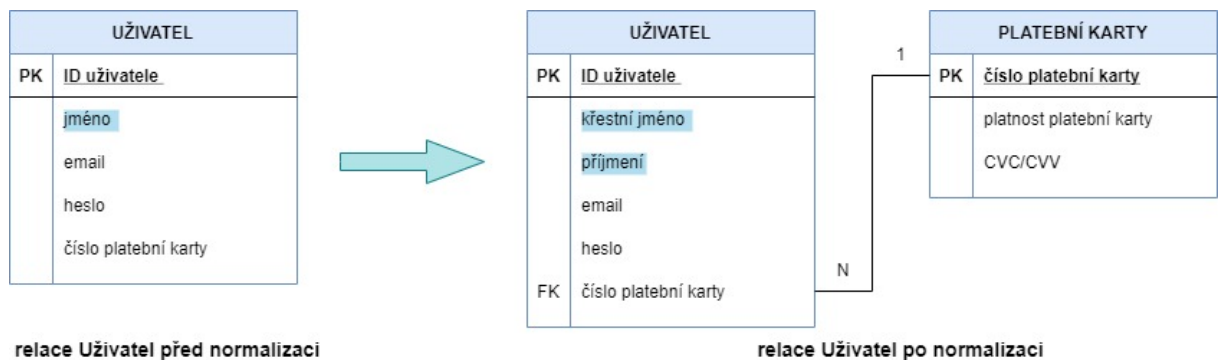 UŽIVATEL
PK ID uživatele
jméno
email
heslo
číslo platební karty
relace Uživatel před normalizaci
UŽIVATEL
PK ID uživatele
křestní jméno
příjmení
email
heslo
FK číslo platební karty
N
1
PLATEBNÍ KARTY
PK číslo platební karty
platnost platební karty
CVC/CVV
relace Uživatel po normalizaci